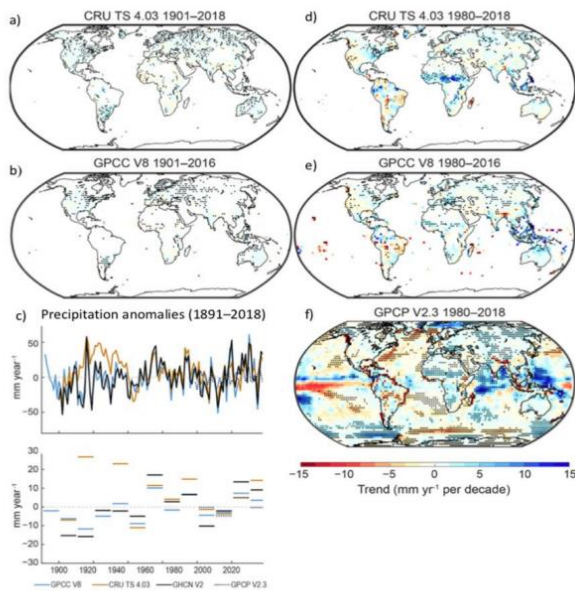 a) CRU TS 4.03 1901–2018
d) CRU TS 4.03 1980–2018
b) GPCC V8 1901–2016
e) GPCC V8 1980–2016
c) Precipitation anomalies (1891–2018)
f) GPCP V2.3 1980–2018
mm year⁻¹
50
0
−50
−15 −10 −5 0 5 10 15
Trend (mm yr⁻¹ per decade)
mm year⁻¹
30
20
10
0
−10
−20
−30
1900 1920 1940 1960 1980 2000 2020
GPCC V8 CRU TS 4.03 GHCN V2 GPCP V2.3